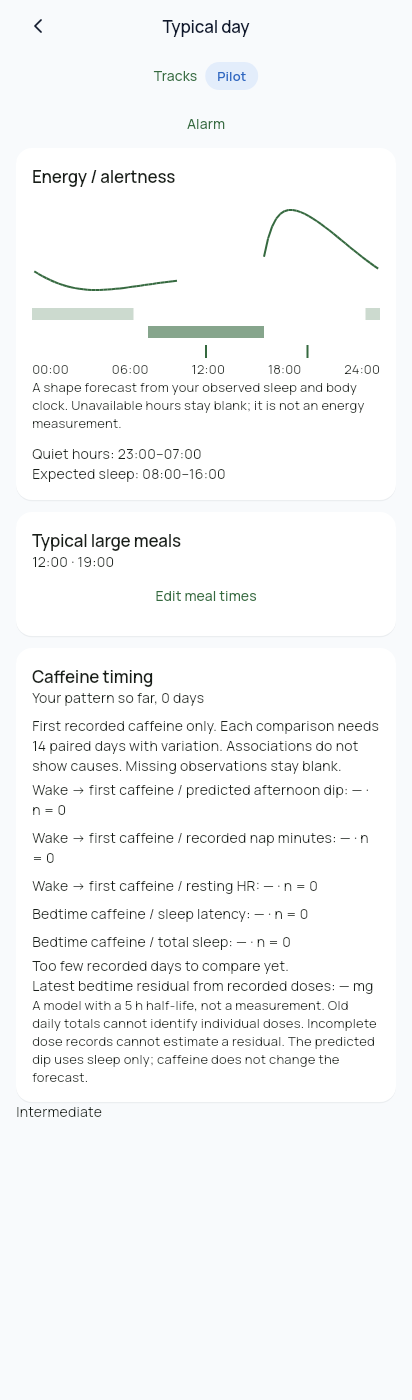 Typical day
Tracks
Pilot
Alarm
Energy / alertness
00:00 06:00 12:00 18:00 24:00
A shape forecast from your observed sleep and body
clock. Unavailable hours stay blank; it is not an energy
measurement.
Quiet hours: 23:00–07:00
Expected sleep: 08:00–16:00
Typical large meals
12:00 · 19:00
Edit meal times
Caffeine timing
Your pattern so far, 0 days
First recorded caffeine only. Each comparison needs
14 paired days with variation. Associations do not
show causes. Missing observations stay blank.
Wake → first caffeine / predicted afternoon dip: — ·
n = 0
Wake → first caffeine / recorded nap minutes: — · n
= 0
Wake → first caffeine / resting HR: — · n = 0
Bedtime caffeine / sleep latency: — · n = 0
Bedtime caffeine / total sleep: — · n = 0
Too few recorded days to compare yet.
Latest bedtime residual from recorded doses: — mg
A model with a 5 h half-life, not a measurement. Old
daily totals cannot identify individual doses. Incomplete
dose records cannot estimate a residual. The predicted
dip uses sleep only; caffeine does not change the
forecast.
Intermediate